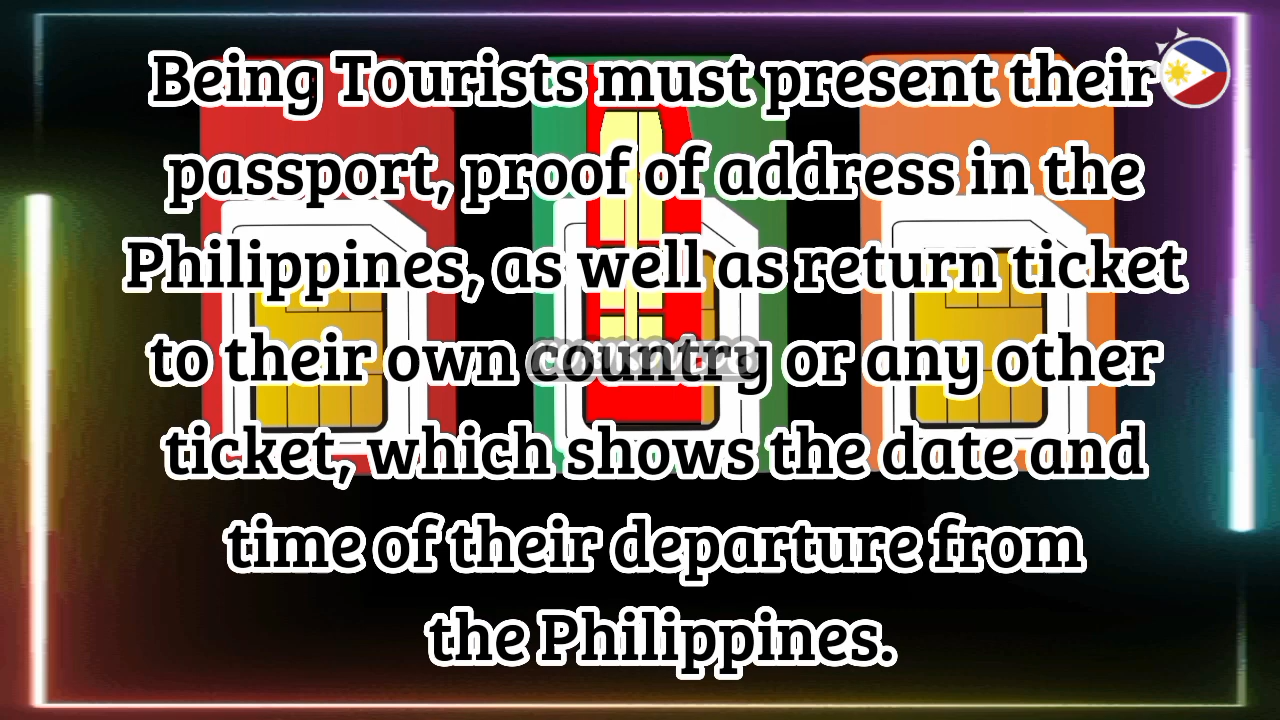 Being Tourists must present their
passport, proof of address in the
Philippines, as well as return ticket
to their own country or any other
ticket, which shows the date and
time of their departure from
the Philippines.